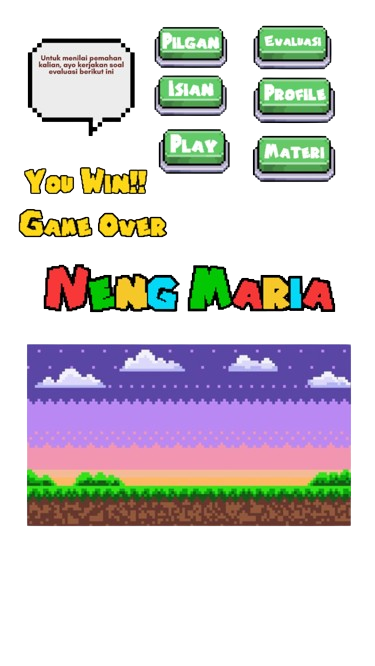 Untuk menilai pemahan
kalian, ayo kerjakan soal
evaluasi berikut ini
Pilgan
Evaluasi
Isian
Profile
Play
Materi
You Win!!
Game Over
Neng Maria